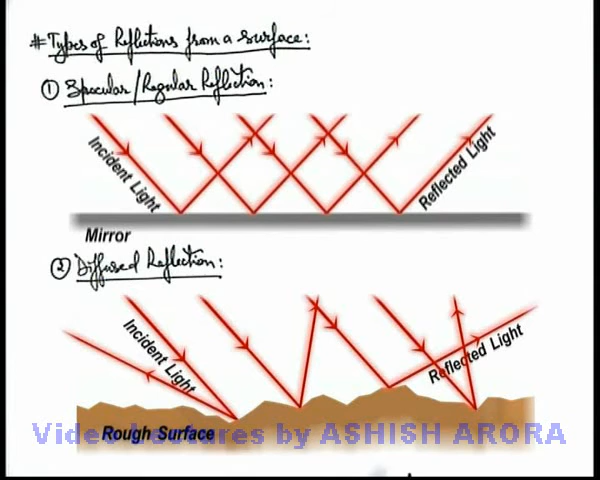 # Types of Reflections from a surface:
① Specular/Regular Reflection:
Incident Light
Reflected Light
Mirror
② Diffused Reflection:
Incident Light
Reflected Light
Rough Surface
Video Lectures by ASHISH ARORA